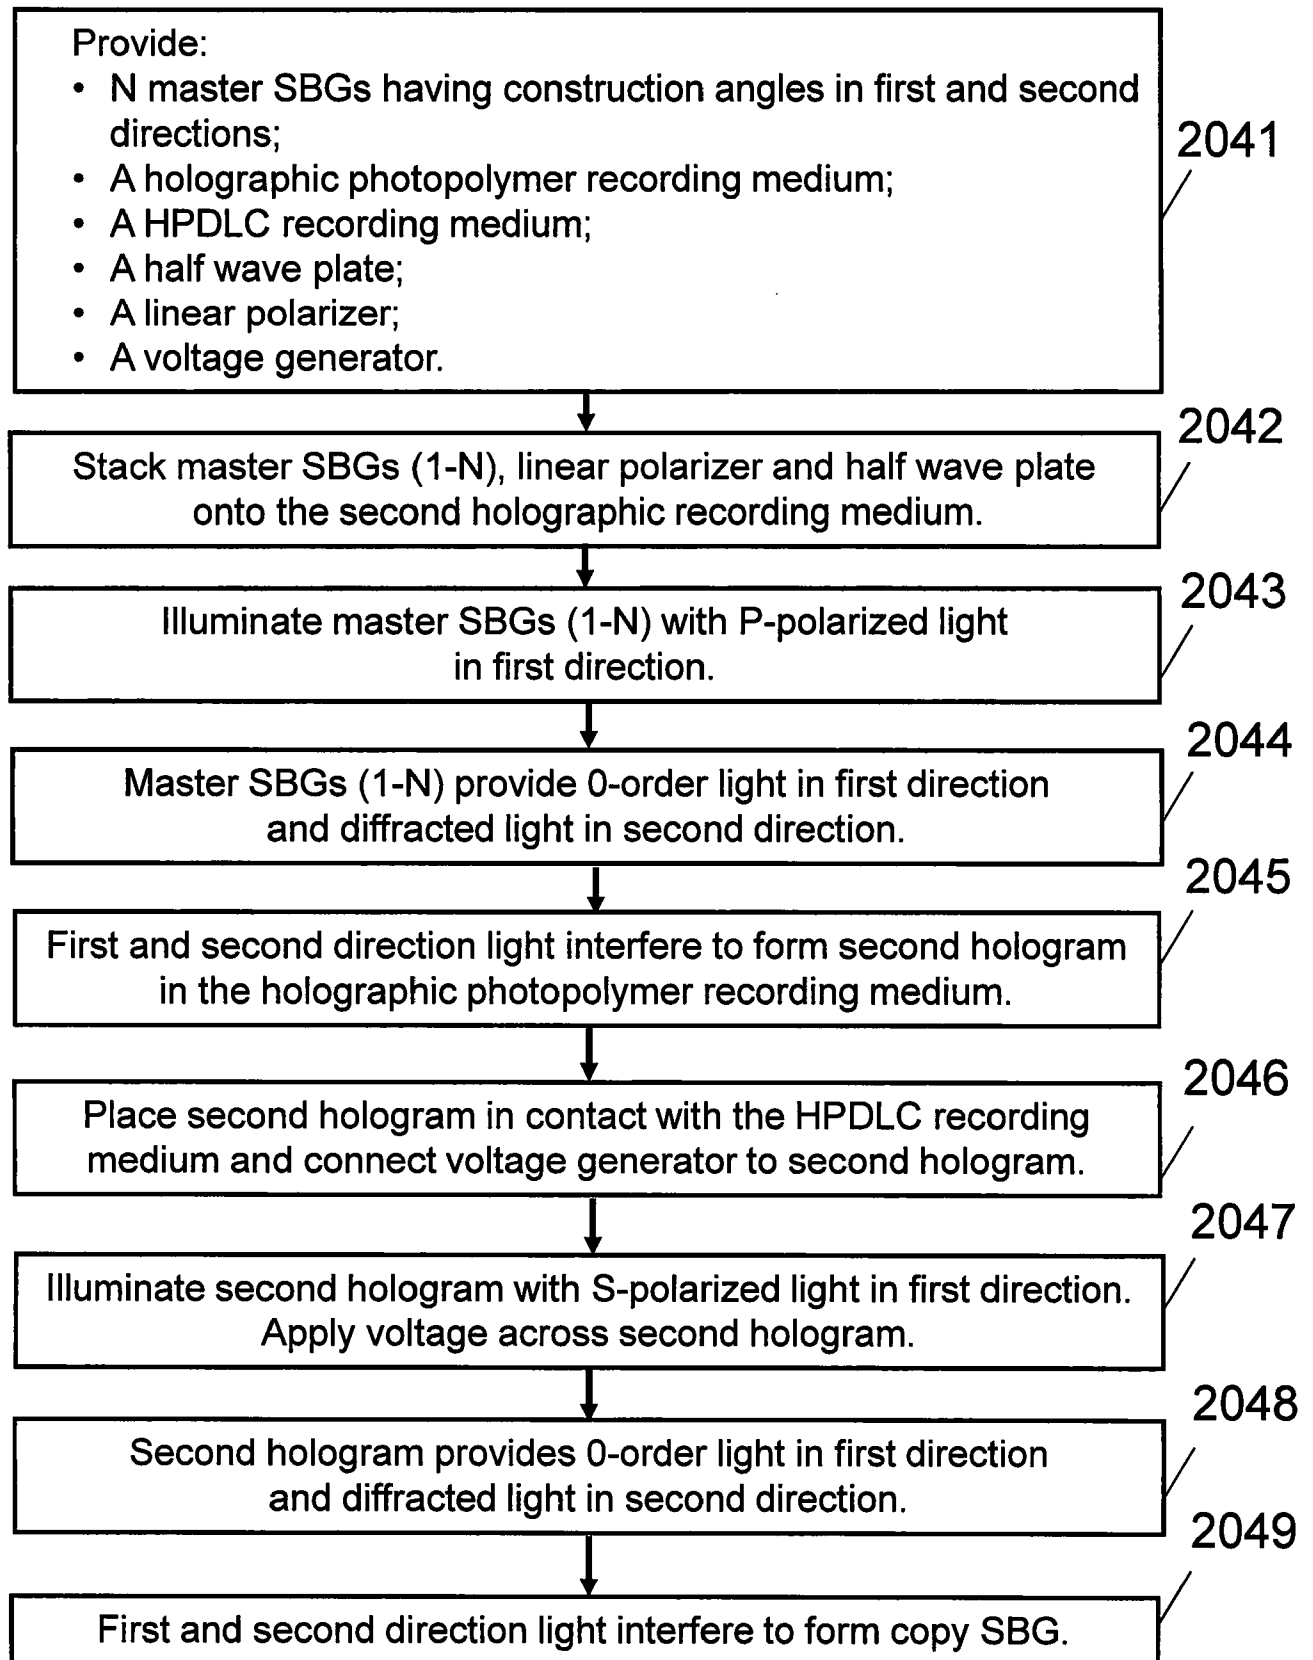 Provide:
• N master SBGs having construction angles in first and second
directions;
• A holographic photopolymer recording medium;
• A HPDLC recording medium;
• A half wave plate;
• A linear polarizer;
• A voltage generator.
2041
2042
Stack master SBGs (1-N), linear polarizer and half wave plate
onto the second holographic recording medium.
2043
Illuminate master SBGs (1-N) with P-polarized light
in first direction.
2044
Master SBGs (1-N) provide 0-order light in first direction
and diffracted light in second direction.
2045
First and second direction light interfere to form second hologram
in the holographic photopolymer recording medium.
2046
Place second hologram in contact with the HPDLC recording
medium and connect voltage generator to second hologram.
2047
Illuminate second hologram with S-polarized light in first direction.
Apply voltage across second hologram.
2048
Second hologram provides 0-order light in first direction
and diffracted light in second direction.
2049
First and second direction light interfere to form copy SBG.